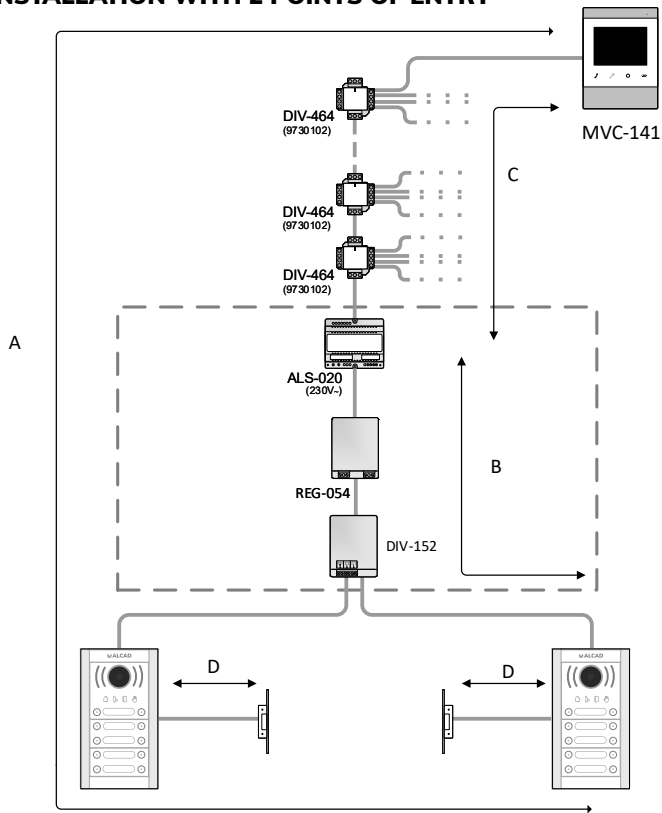 INSTALLATION WITH 2 POINTS OF ENTRY
MVC-141
DIV-464
(9730102)
C
DIV-464
(9730102)
DIV-464
(9730102)
A
ALS-020
(230V~)
B
REG-054
DIV-152
ALCAD
ALCAD
D
D